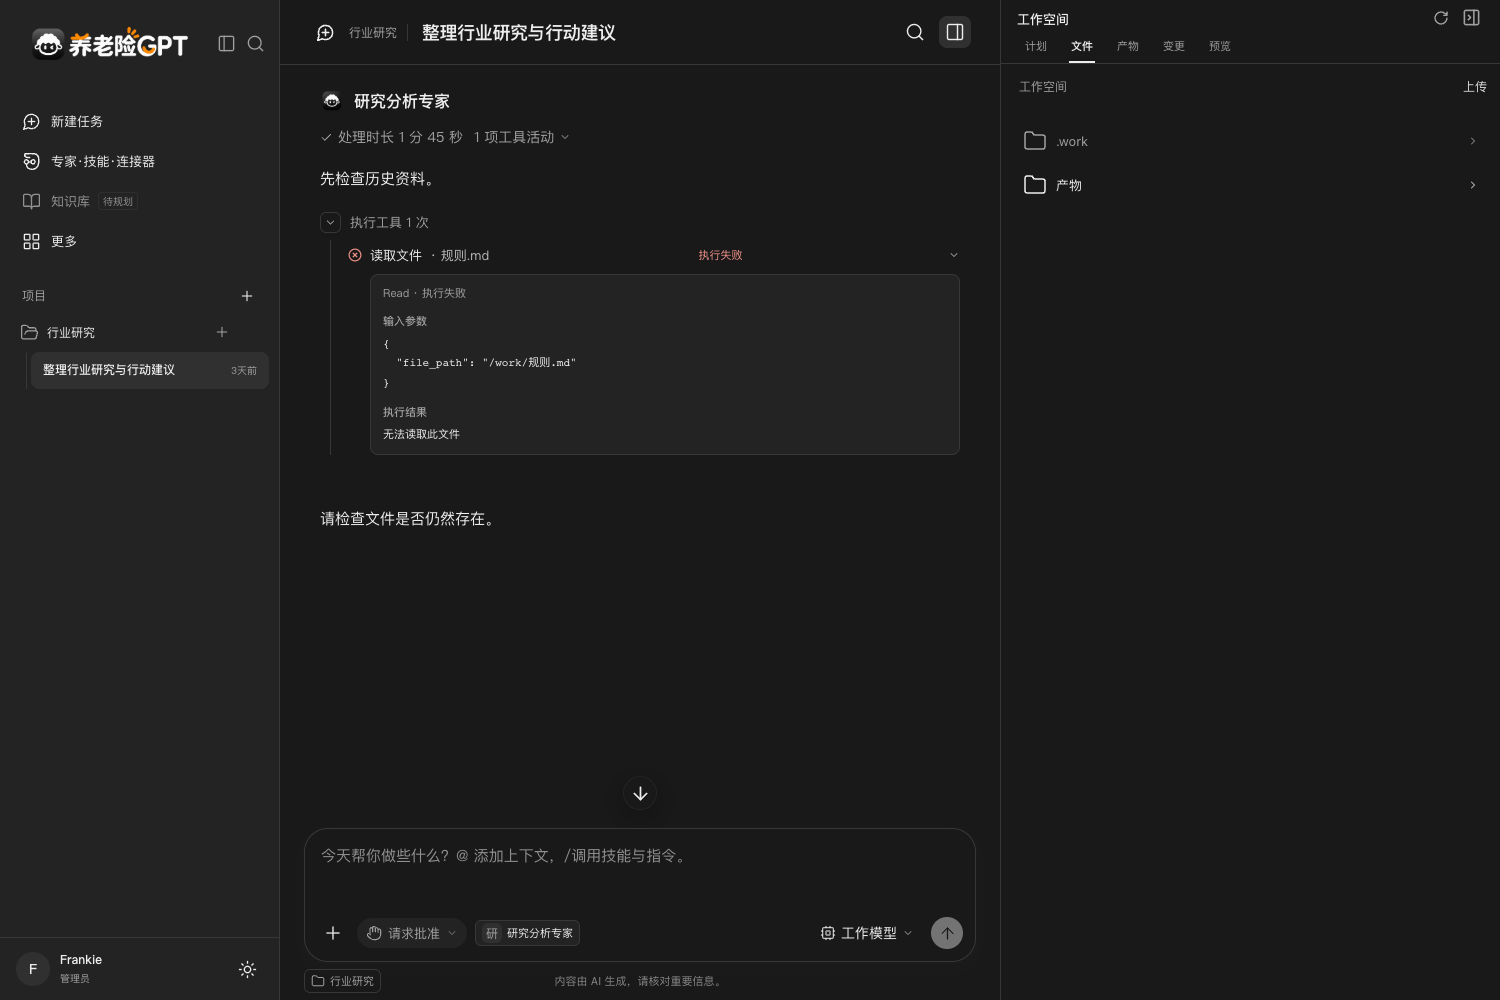 养老险GPT
新建任务
专家·技能·连接器
知识库 待规划
更多
项目
行业研究
整理行业研究与行动建议 3天前
F
Frankie
管理员
行业研究 整理行业研究与行动建议
研究分析专家
处理时长 1 分 45 秒 1 项工具活动
先检查历史资料。
执行工具 1 次
读取文件 · 规则.md 执行失败
Read · 执行失败
输入参数
{
"file_path": "/work/规则.md"
}
执行结果
无法读取此文件
请检查文件是否仍然存在。
今天帮你做些什么？@ 添加上下文，/调用技能与指令。
请求批准 研 研究分析专家 工作模型
行业研究 内容由 AI 生成，请核对重要信息。
工作空间
计划 文件 产物 变更 预览
工作空间 上传
.work
产物